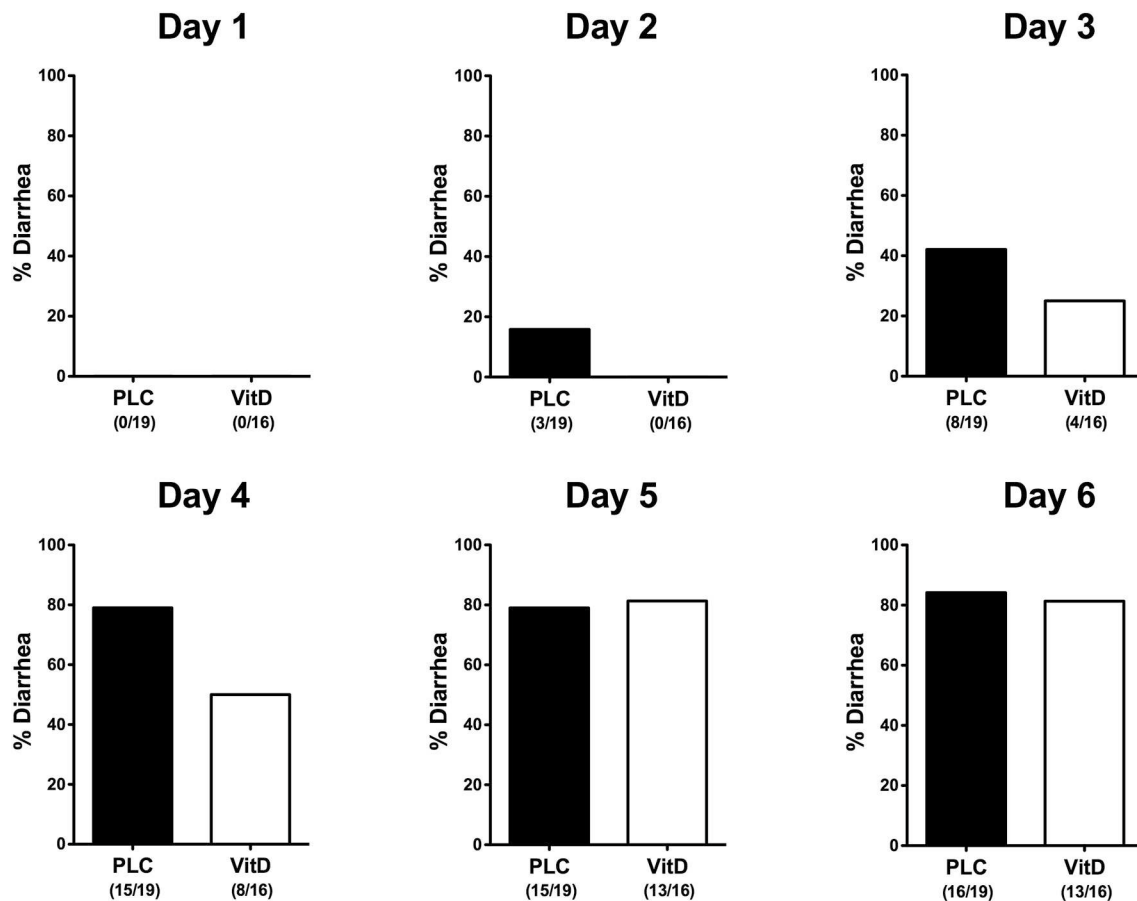 Day 1
% Diarrhea
100
80
60
40
20
0
PLC VitD
(0/19) (0/16)
Day 2
% Diarrhea
100
80
60
40
20
0
PLC VitD
(3/19) (0/16)
Day 3
% Diarrhea
100
80
60
40
20
0
PLC VitD
(8/19) (4/16)
Day 4
% Diarrhea
100
80
60
40
20
0
PLC VitD
(15/19) (8/16)
Day 5
% Diarrhea
100
80
60
40
20
0
PLC VitD
(15/19) (13/16)
Day 6
% Diarrhea
100
80
60
40
20
0
PLC VitD
(16/19) (13/16)